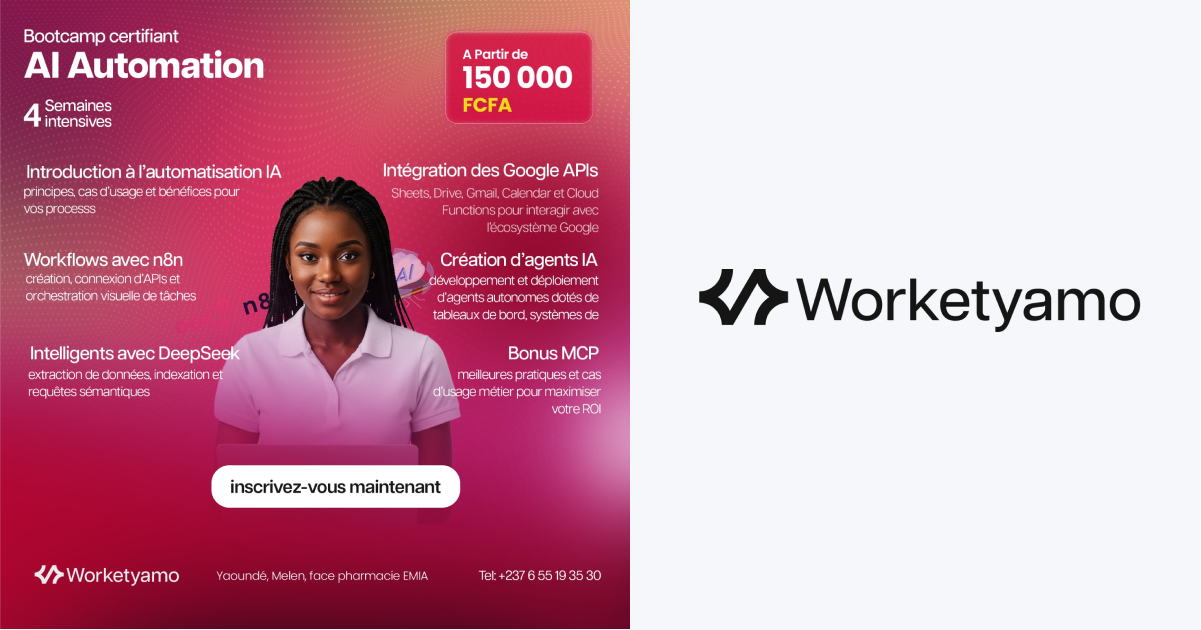 Bootcamp certifiant
AI Automation
4 Semaines
intensives
A Partir de
150 000
FCFA
Introduction à l'automatisation IA
principes, cas d'usage et bénéfices pour
vos processs
Workflows avec n8n
création, connexion d'APIs et
orchestration visuelle de tâches
Intelligents avec DeepSeek
extraction de données, indexation et
requêtes sémantiques
Intégration des Google APIs
Sheets, Drive, Gmail, Calendar et Cloud
Functions pour interagir avec
l'écosystème Google
Création d'agents IA
développement et déploiement
d'agents autonomes dotés de
tableaux de bord, systèmes de
Bonus MCP
meilleures pratiques et cas
d'usage métier pour maximiser
votre ROI
n8
AI
inscrivez-vous maintenant
Worketyamo
Yaoundé, Melen, face pharmacie EMIA
Tel: +237 6 55 19 35 30
Worketyamo